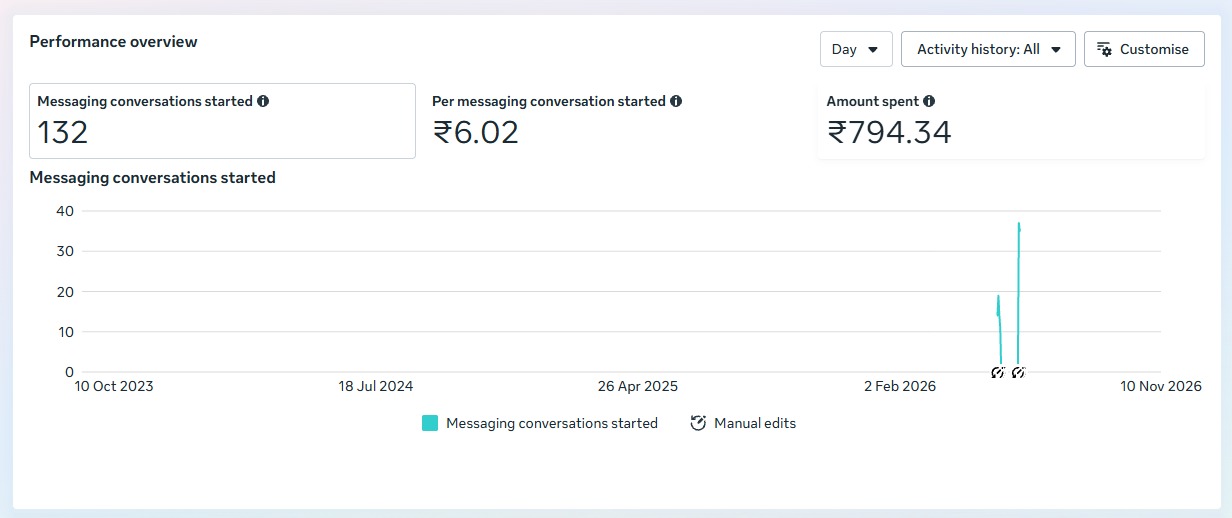 Performance overview
Day
Activity history: All
Customise
Messaging conversations started
132
Per messaging conversation started
₹6.02
Amount spent
₹794.34
Messaging conversations started
40
30
20
10
0
10 Oct 2023
18 Jul 2024
26 Apr 2025
2 Feb 2026
10 Nov 2026
Messaging conversations started
Manual edits